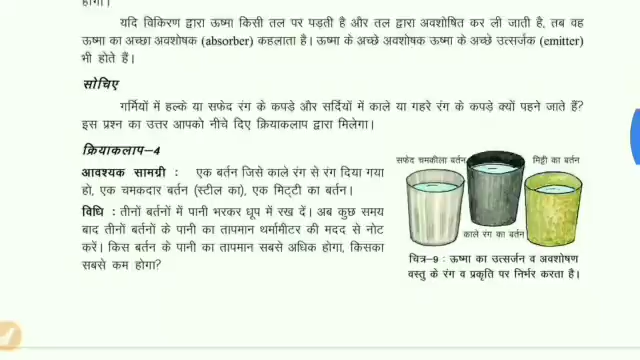 होगी।
यदि विकिरण द्वारा ऊष्मा किसी तल पर पड़ती है और तल द्वारा अवशोषित कर ली जाती है, तब वह
ऊष्मा का अच्छा अवशोषक (absorber) कहलाता है। ऊष्मा के अच्छे अवशोषक ऊष्मा के अच्छे उत्सर्जक (emitter)
भी होते हैं।
सोचिए
गर्मियों में हल्के या सफेद रंग के कपड़े और सर्दियों में काले या गहरे रंग के कपड़े क्यों पहने जाते हैं?
इस प्रश्न का उत्तर आपको नीचे दिए क्रियाकलाप द्वारा मिलेगा।
क्रियाकलाप–4
आवश्यक सामग्री : एक बर्तन जिसे काले रंग से रंग दिया गया
हो, एक चमकदार बर्तन (स्टील का), एक मिट्टी का बर्तन।
विधि : तीनों बर्तनों में पानी भरकर धूप में रख दें। अब कुछ समय
बाद तीनों बर्तनों के पानी का तापमान थर्मामीटर की मदद से नोट
करें। किस बर्तन के पानी का तापमान सबसे अधिक होगा, किसका
सबसे कम होगा?
सफेद चमकीला बर्तन
मिट्टी का बर्तन
काले रंग का बर्तन
चित्र–9 : ऊष्मा का उत्सर्जन व अवशोषण
वस्तु के रंग व प्रकृति पर निर्भर करता है।